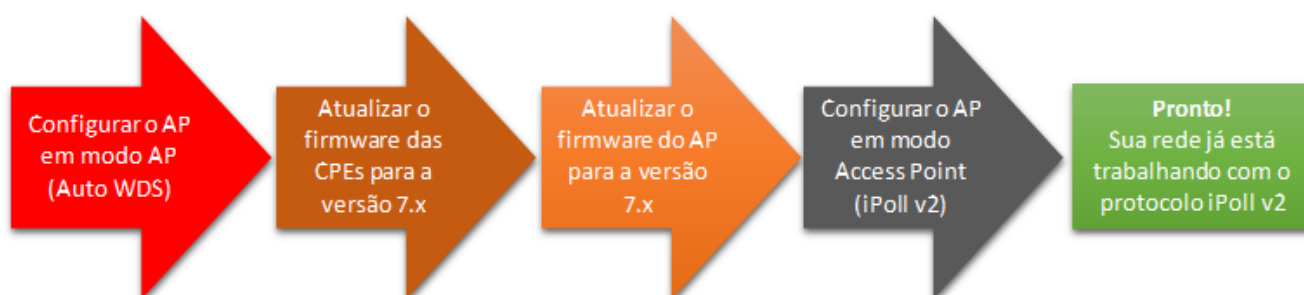 Configurar o AP
em modo AP
(Auto WDS)
Atualizar o
firmware das
CPEs para a
versão 7.x
Atualizar o
firmware do AP
para a versão
7.x
Configurar o AP
em modo
Access Point
(iPoll v2)
Pronto!
Sua rede já está
trabalhando com o
protocolo iPoll v2